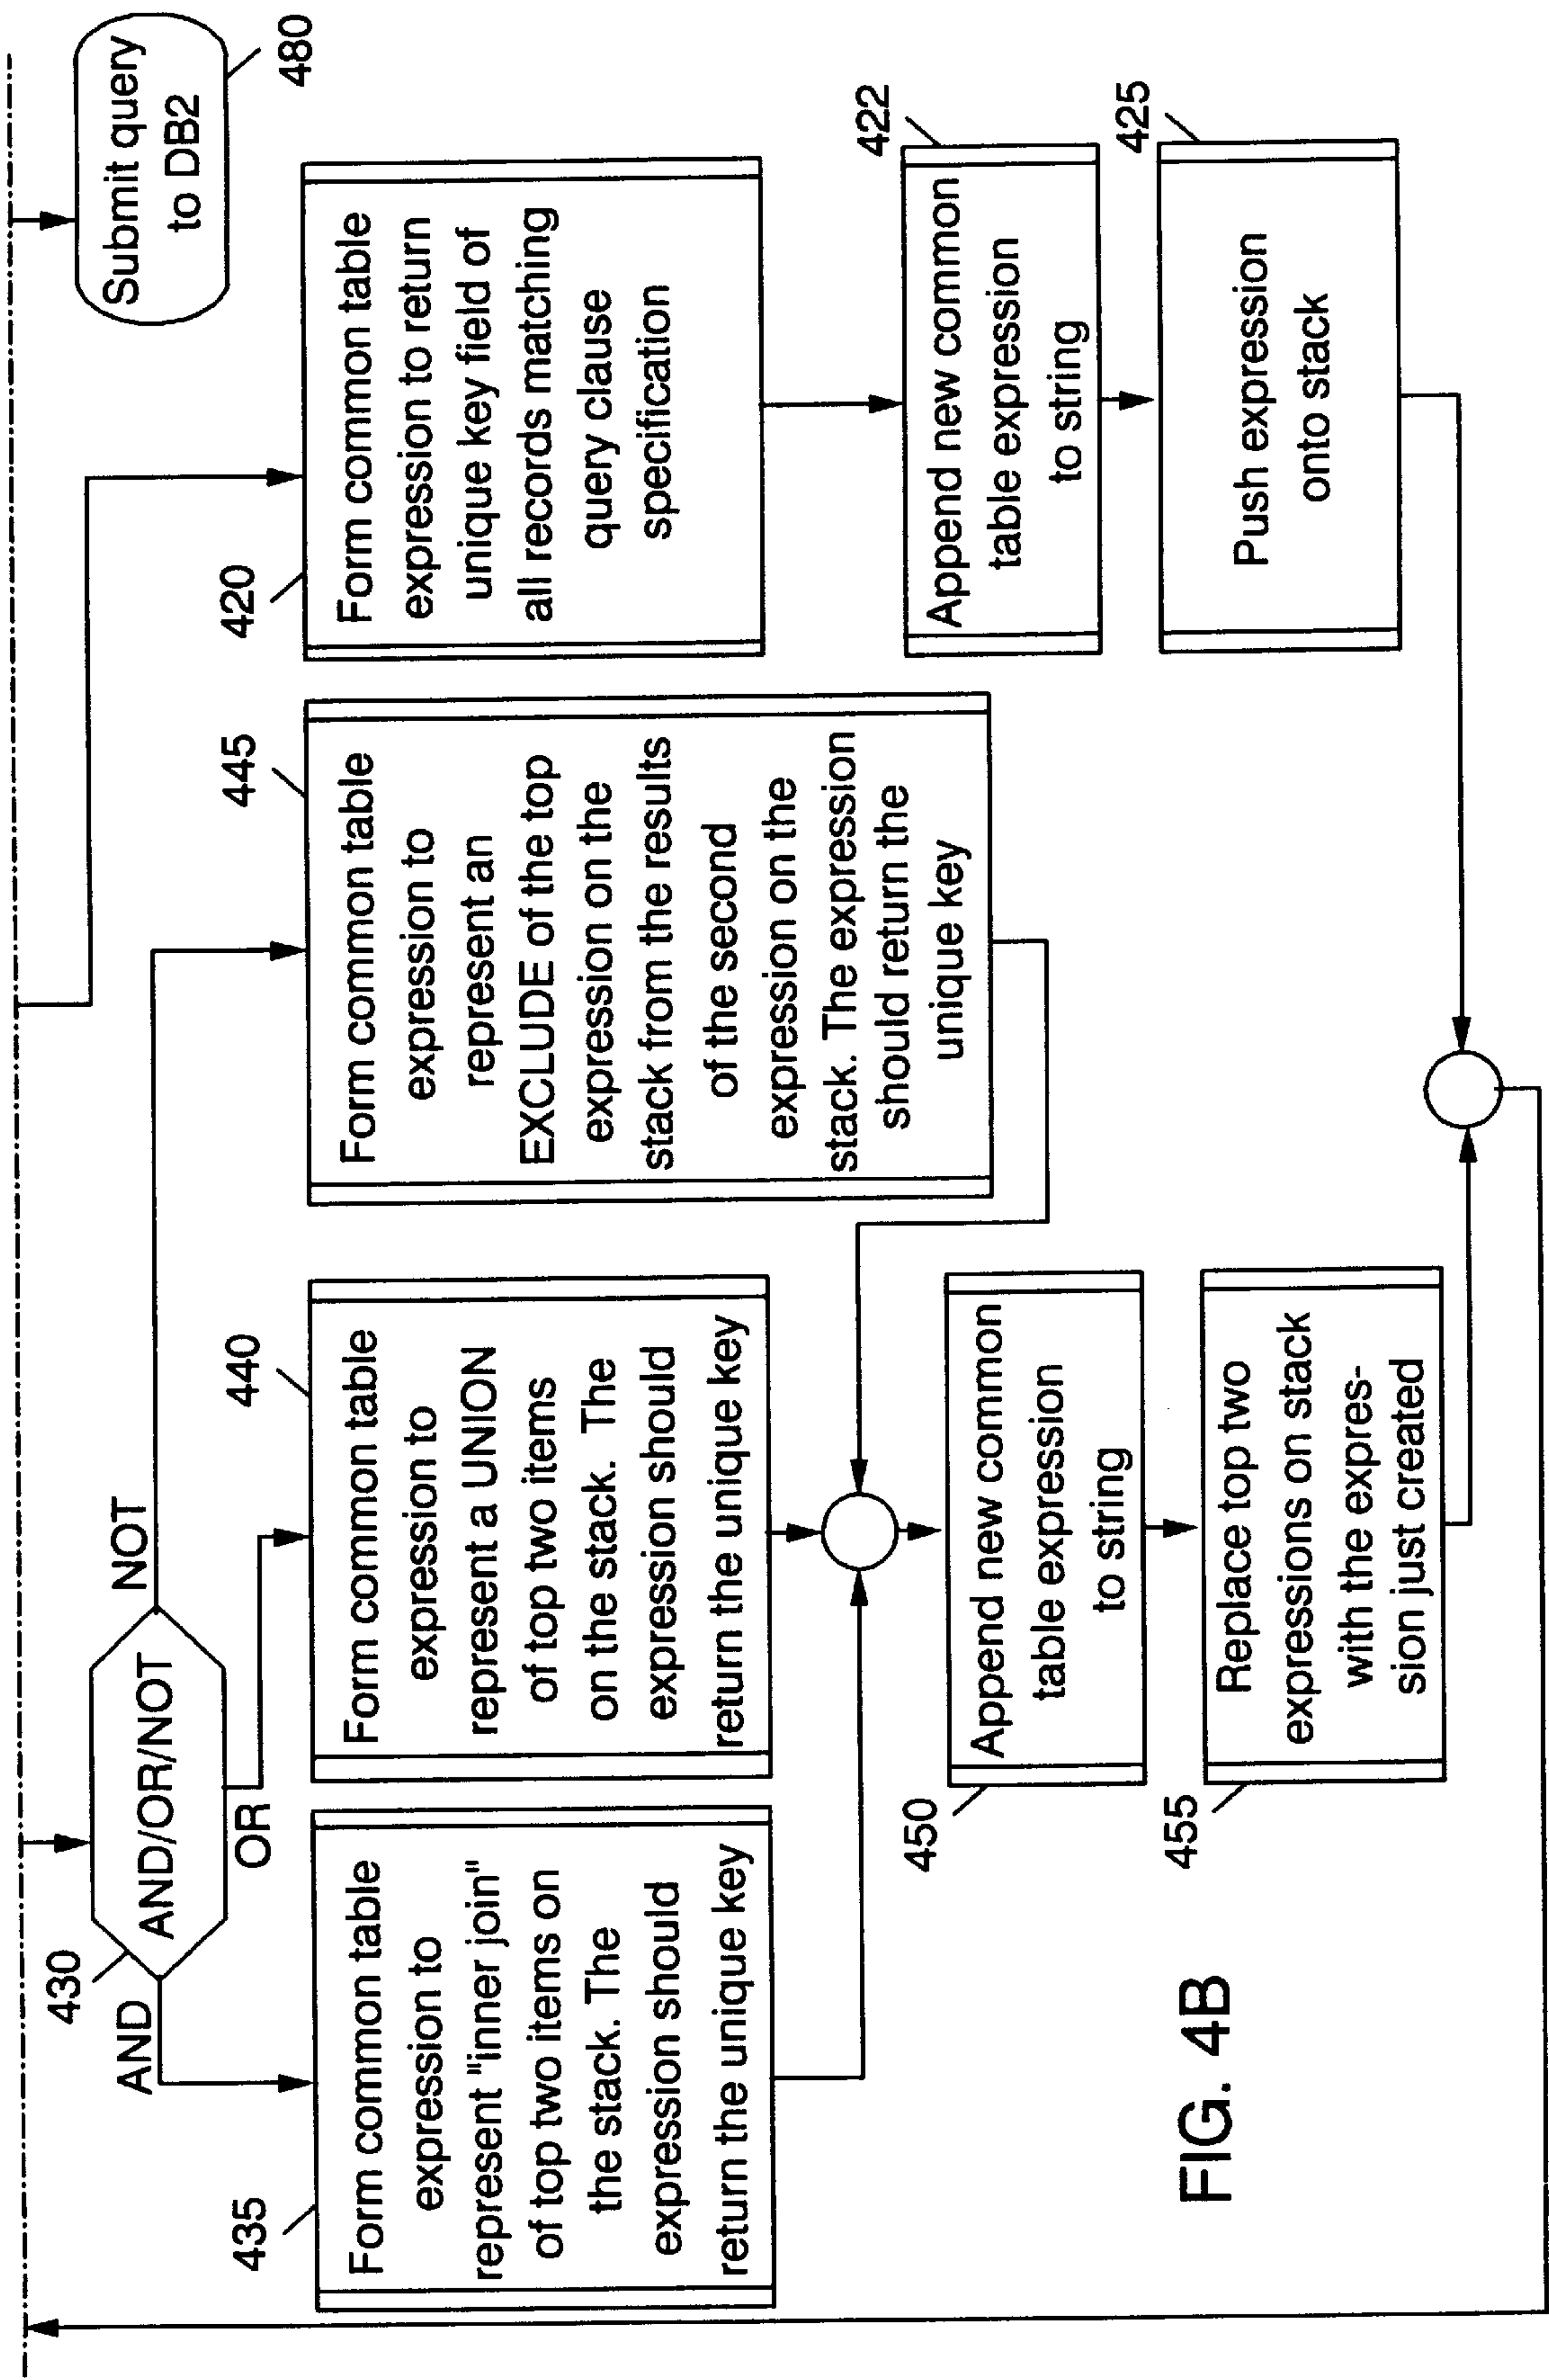 430
AND/OR/NOT
AND
OR
NOT
Submit query
to DB2
480
435
Form common table
expression to
represent "inner join"
of top two items on
the stack. The
expression should
return the unique key
440
Form common table
expression to
represent a UNION
of top two items
on the stack. The
expression should
return the unique key
445
Form common table
expression to
represent an
EXCLUDE of the top
expression on the
stack from the results
of the second
expression on the
stack. The expression
should return the
unique key
420
Form common table
expression to return
unique key field of
all records matching
query clause
specification
422
Append new common
table expression
to string
425
Push expression
onto stack
450
Append new common
table expression
to string
455
Replace top two
expressions on stack
with the expres-
sion just created
FIG. 4B